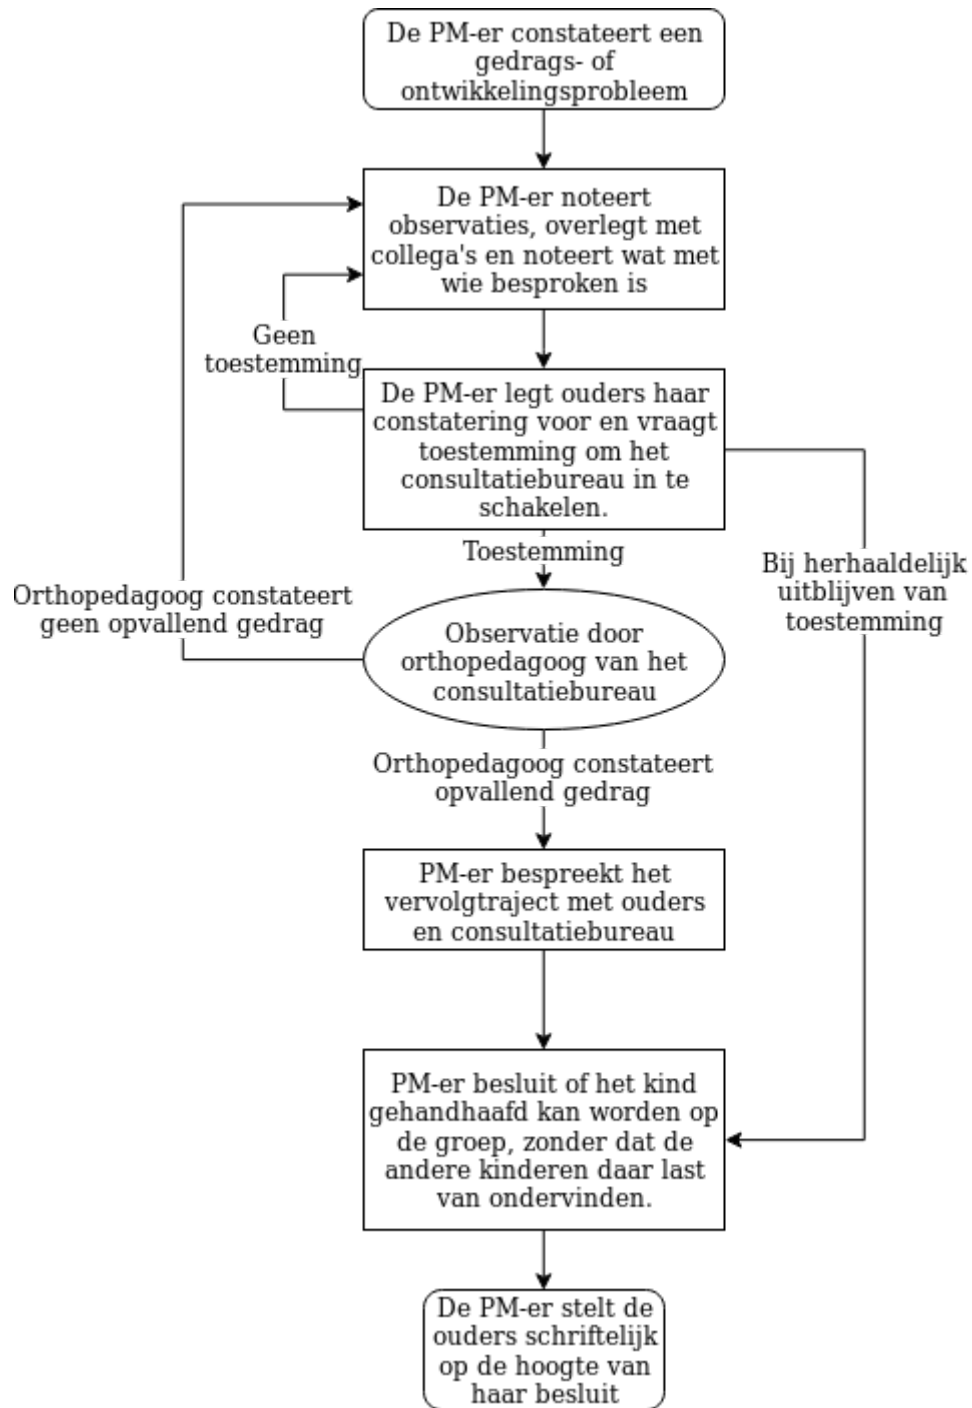 De PM-er constateert een
gedrags- of
ontwikkelingsprobleem
De PM-er noteert
observaties, overlegt met
collega's en noteert wat met
wie besproken is
Geen
toestemming
De PM-er legt ouders haar
constatering voor en vraagt
toestemming om het
consultatiebureau in te
schakelen.
Toestemming
Bij herhaaldelijk
uitblijven van
toestemming
Orthopedagoog constateert
geen opvallend gedrag
Observatie door
orthopedagoog van het
consultatiebureau
Orthopedagoog constateert
opvallend gedrag
PM-er bespreekt het
vervolgtraject met ouders
en consultatiebureau
PM-er besluit of het kind
gehandhaafd kan worden op
de groep, zonder dat de
andere kinderen daar last
van ondervinden.
De PM-er stelt de
ouders schriftelijk
op de hoogte van
haar besluit